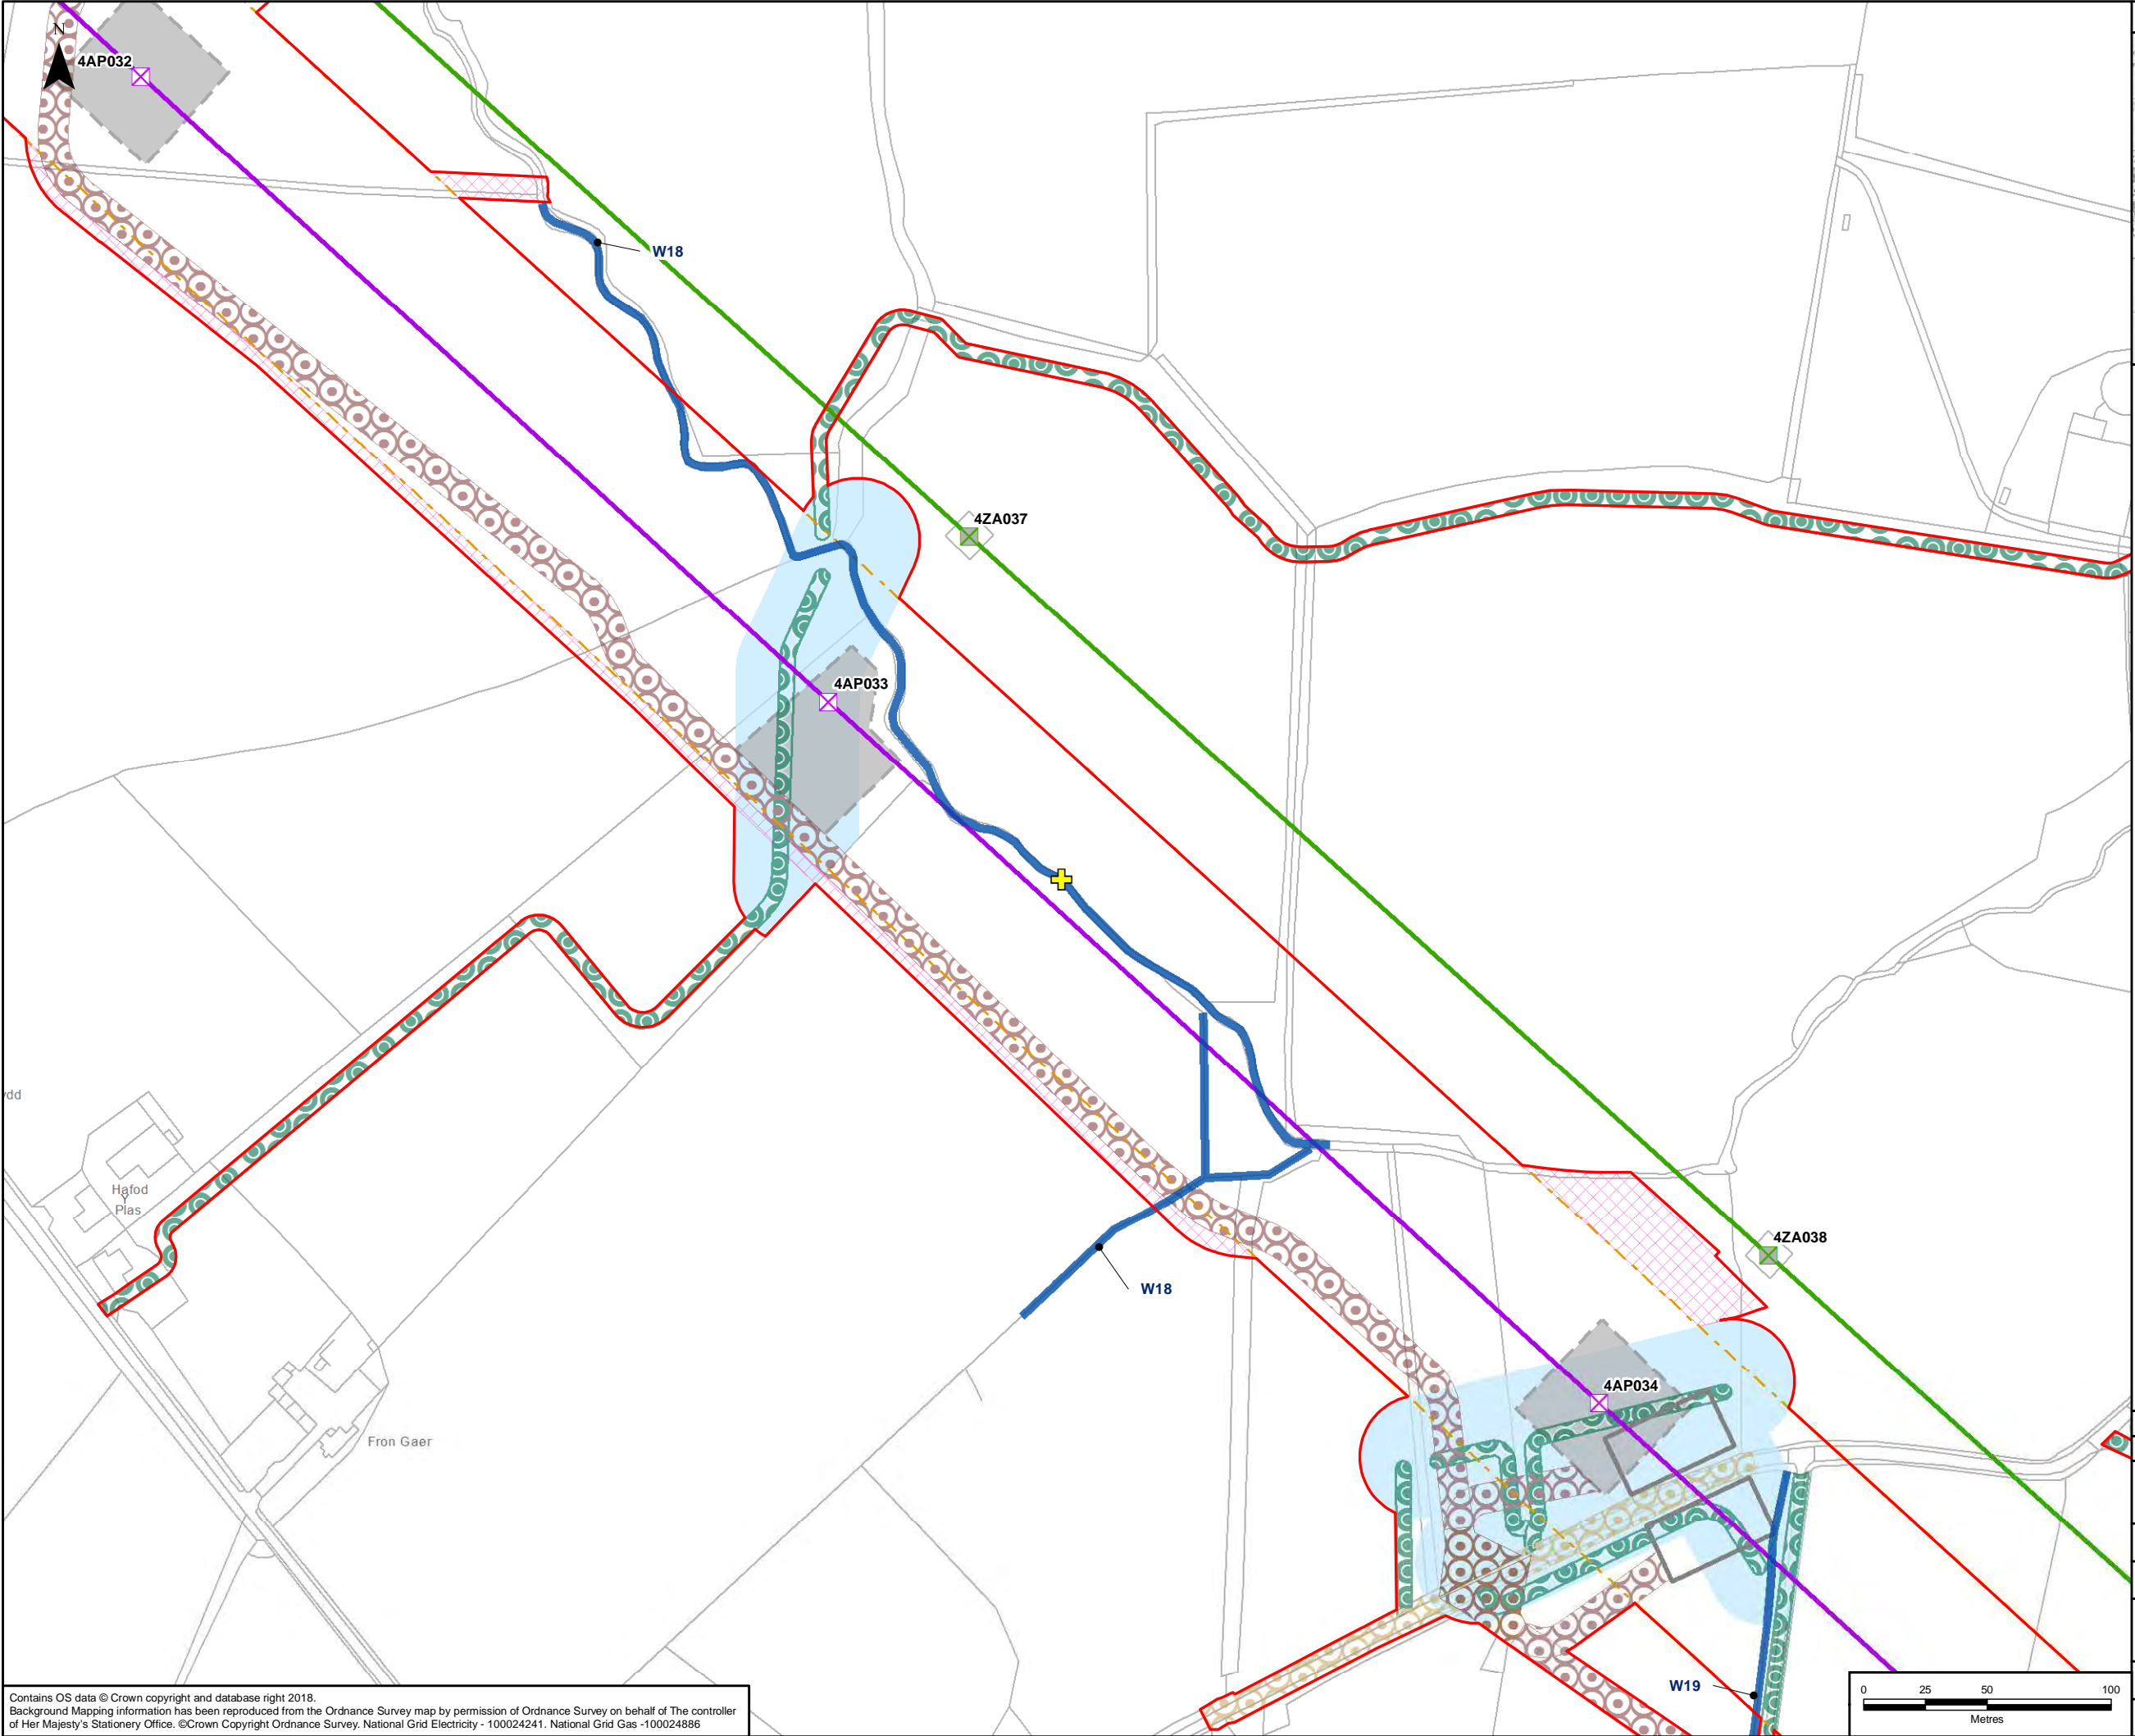 N
4AP032
W18
4ZA037
4AP033
Hafod
Y
Plas
W18
4ZA038
4AP034
Fron Gaer
W19
0 25 50 100
Metres
Contains OS data © Crown copyright and database right 2018.
Background Mapping information has been reproduced from the Ordnance Survey map by permission of Ordnance Survey on behalf of The controller
of Her Majesty's Stationery Office. ©Crown Copyright Ordnance Survey. National Grid Electricity - 100024241. National Grid Gas -100024886